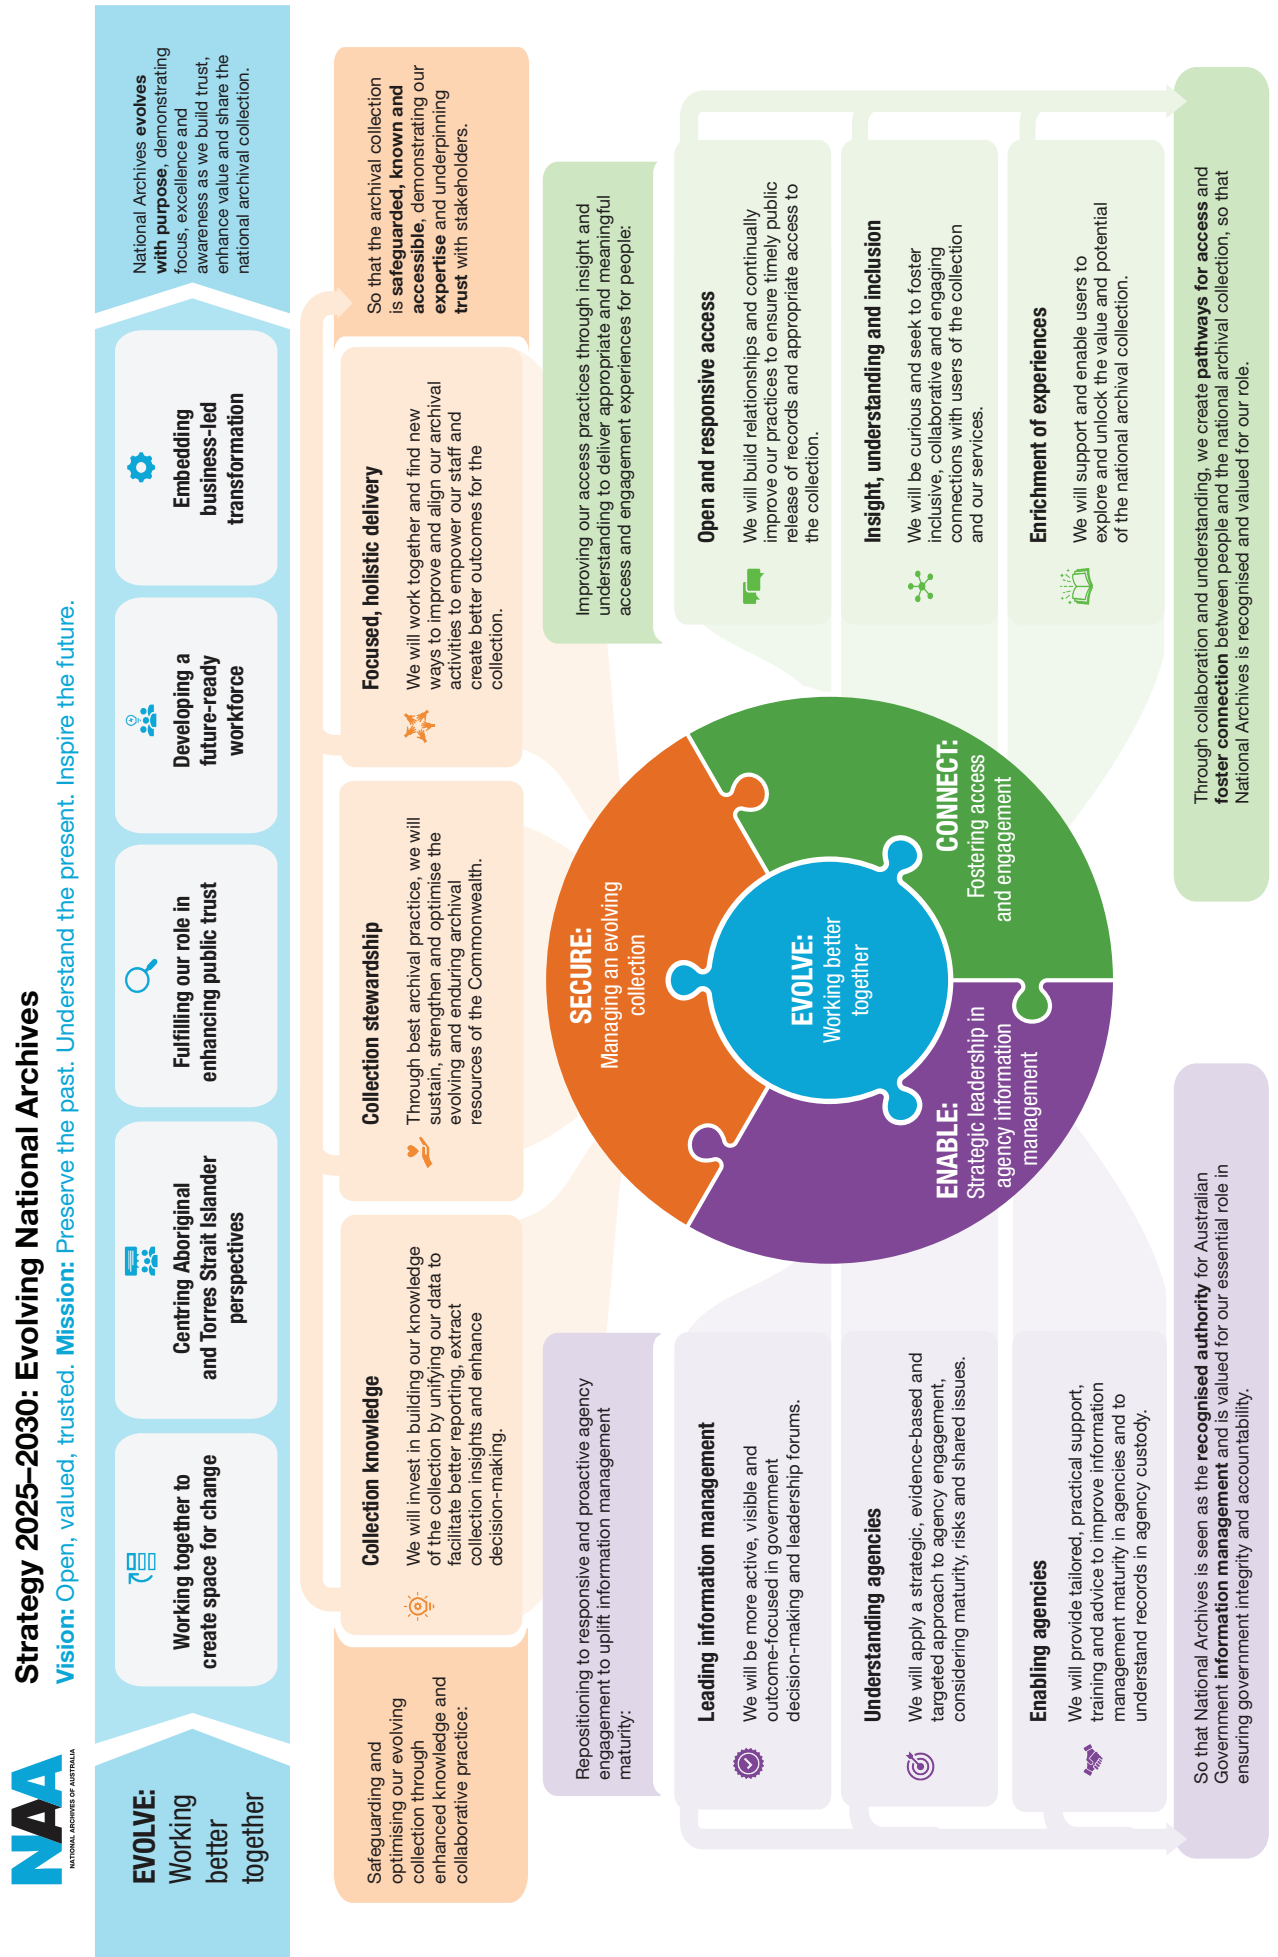 NAA
NATIONAL ARCHIVES OF AUSTRALIA
Strategy 2025–2030: Evolving National Archives
Vision: Open, valued, trusted. Mission: Preserve the past. Understand the present. Inspire the future.
EVOLVE:
Working
better
together
Working together to
create space for change
Centring Aboriginal
and Torres Strait Islander
perspectives
Fulfilling our role in
enhancing public trust
Developing a
future-ready
workforce
Embedding
business-led
transformation
National Archives evolves
with purpose, demonstrating
focus, excellence and
awareness as we build trust,
enhance value and share the
national archival collection.
Safeguarding and
optimising our evolving
collection through
enhanced knowledge and
collaborative practice:
Collection knowledge
We will invest in building our knowledge
of the collection by unifying our data to
facilitate better reporting, extract
collection insights and enhance
decision-making.
Collection stewardship
Through best archival practice, we will
sustain, strengthen and optimise the
evolving and enduring archival
resources of the Commonwealth.
Focused, holistic delivery
We will work together and find new
ways to improve and align our archival
activities to empower our staff and
create better outcomes for the
collection.
So that the archival collection
is safeguarded, known and
accessible, demonstrating our
expertise and underpinning
trust with stakeholders.
Repositioning to responsive and proactive agency
engagement to uplift information management
maturity:
Leading information management
We will be more active, visible and
outcome-focused in government
decision-making and leadership forums.
Understanding agencies
We will apply a strategic, evidence-based and
targeted approach to agency engagement,
considering maturity, risks and shared issues.
Enabling agencies
We will provide tailored, practical support,
training and advice to improve information
management maturity in agencies and to
understand records in agency custody.
So that National Archives is seen as the recognised authority for Australian
Government information management and is valued for our essential role in
ensuring government integrity and accountability.
SECURE:
Managing an evolving
collection
EVOLVE:
Working better
together
ENABLE:
Strategic leadership in
agency information
management
CONNECT:
Fostering access
and engagement
Improving our access practices through insight and
understanding to deliver appropriate and meaningful
access and engagement experiences for people:
Open and responsive access
We will build relationships and continually
improve our practices to ensure timely public
release of records and appropriate access to
the collection.
Insight, understanding and inclusion
We will be curious and seek to foster
inclusive, collaborative and engaging
connections with users of the collection
and our services.
Enrichment of experiences
We will support and enable users to
explore and unlock the value and potential
of the national archival collection.
Through collaboration and understanding, we create pathways for access and
foster connection between people and the national archival collection, so that
National Archives is recognised and valued for our role.